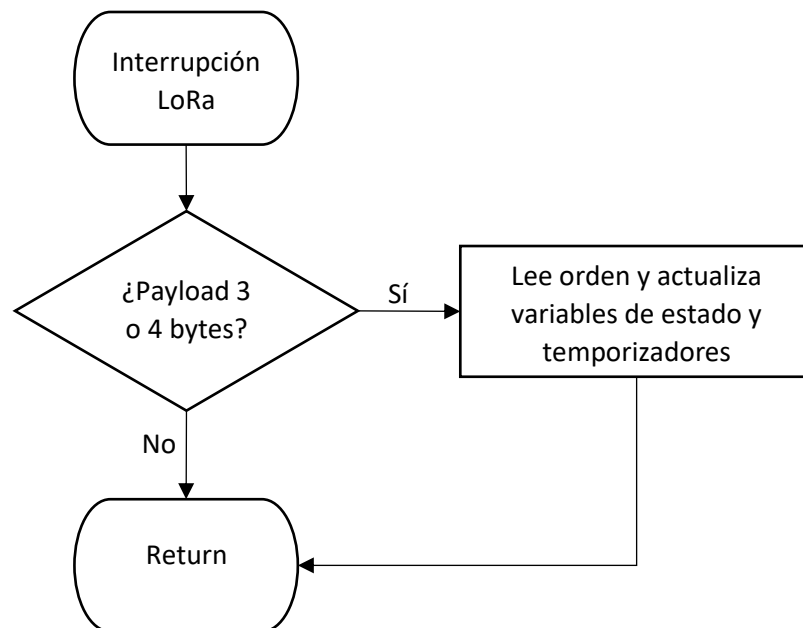 Interrupción
LoRa
¿Payload 3
o 4 bytes?
Sí
Lee orden y actualiza
variables de estado y
temporizadores
No
Return